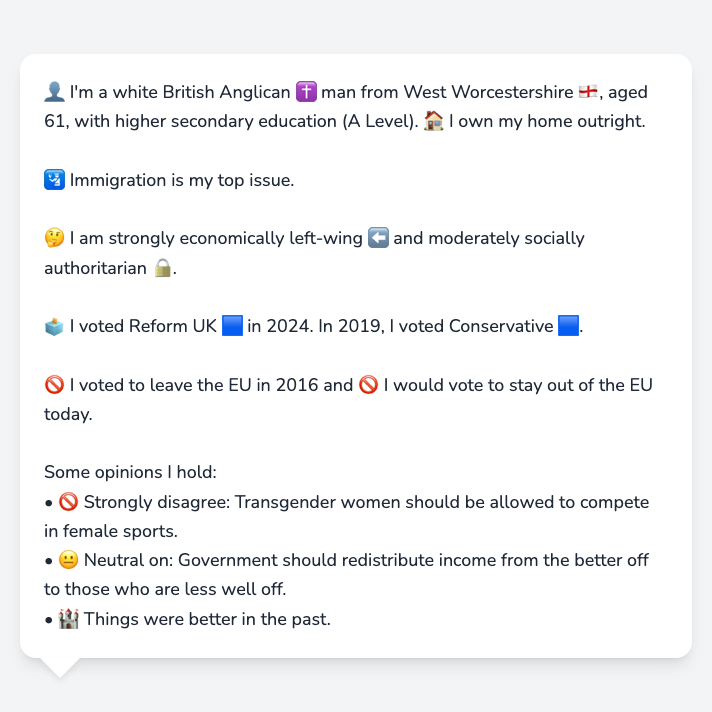 👤 I'm a white British Anglican ✝️ man from West Worcestershire 🏴󠁧󠁢󠁥󠁮󠁧󠁿, aged
61, with higher secondary education (A Level). 🏠 I own my home outright.
🛂 Immigration is my top issue.
🤔 I am strongly economically left-wing ⬅️ and moderately socially
authoritarian 🔒.
🗳️ I voted Reform UK 🟦 in 2024. In 2019, I voted Conservative 🟦.
🚫 I voted to leave the EU in 2016 and 🚫 I would vote to stay out of the EU
today.
Some opinions I hold:
• 🚫 Strongly disagree: Transgender women should be allowed to compete
in female sports.
• 😐 Neutral on: Government should redistribute income from the better off
to those who are less well off.
• 🏰 Things were better in the past.